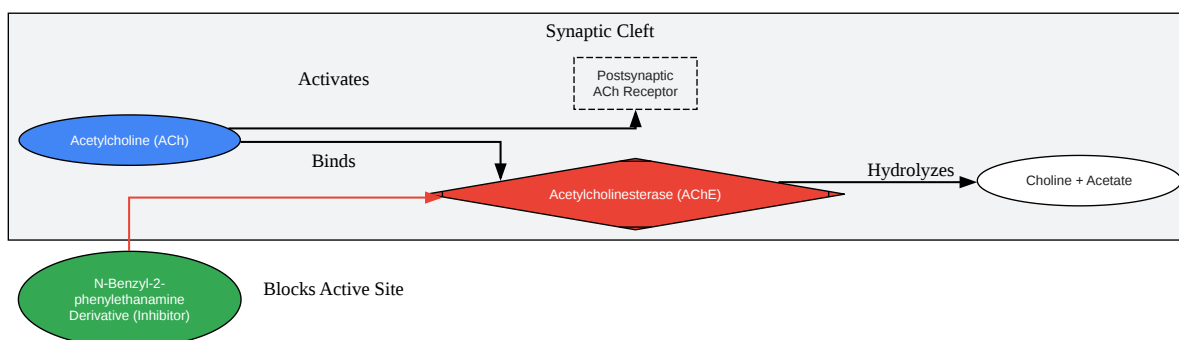 Synaptic Cleft
Activates
Postsynaptic
ACh Receptor
Acetylcholine (ACh)
Binds
Hydrolyzes
Acetylcholinesterase (AChE)
Choline + Acetate
N-Benzyl-2-
phenylethanamine
Derivative (Inhibitor)
Blocks Active Site